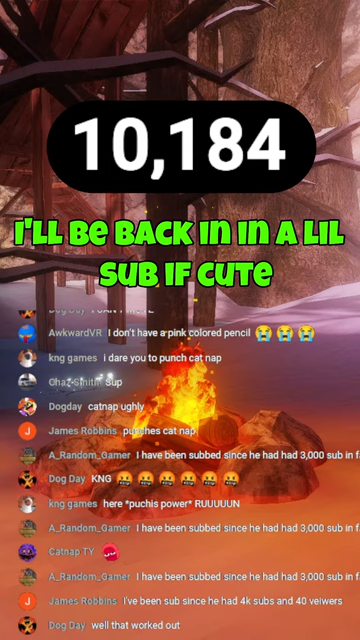 10,184
I'll be back in in a lil
sub if cute
AwkwardVR I don't have a pink colored pencil 😭😭😭
kng games i dare you to punch cat nap
Sup
Dogday catnap ughly
James Robbins punches cat nap
A_Random_Gamer I have been subbed since he had had 3,000 sub in fa
Dog Day KNG 🤬🤬🤬🤬🤬🤬
kng games here *puchis power* RUUUUUN
A_Random_Gamer I have been subbed since he had had 3,000 sub in fa
Catnap TY
A_Random_Gamer I have been subbed since he had had 3,000 sub in fa
James Robbins I've been sub since he had 4k subs and 40 veiwers
Dog Day well that worked out